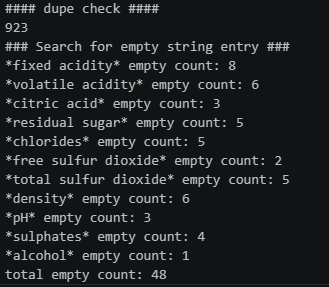 #### dupe check ####
923
### Search for empty string entry ###
*fixed acidity* empty count: 8
*volatile acidity* empty count: 6
*citric acid* empty count: 3
*residual sugar* empty count: 5
*chlorides* empty count: 5
*free sulfur dioxide* empty count: 2
*total sulfur dioxide* empty count: 5
*density* empty count: 6
*pH* empty count: 3
*sulphates* empty count: 4
*alcohol* empty count: 1
total empty count: 48